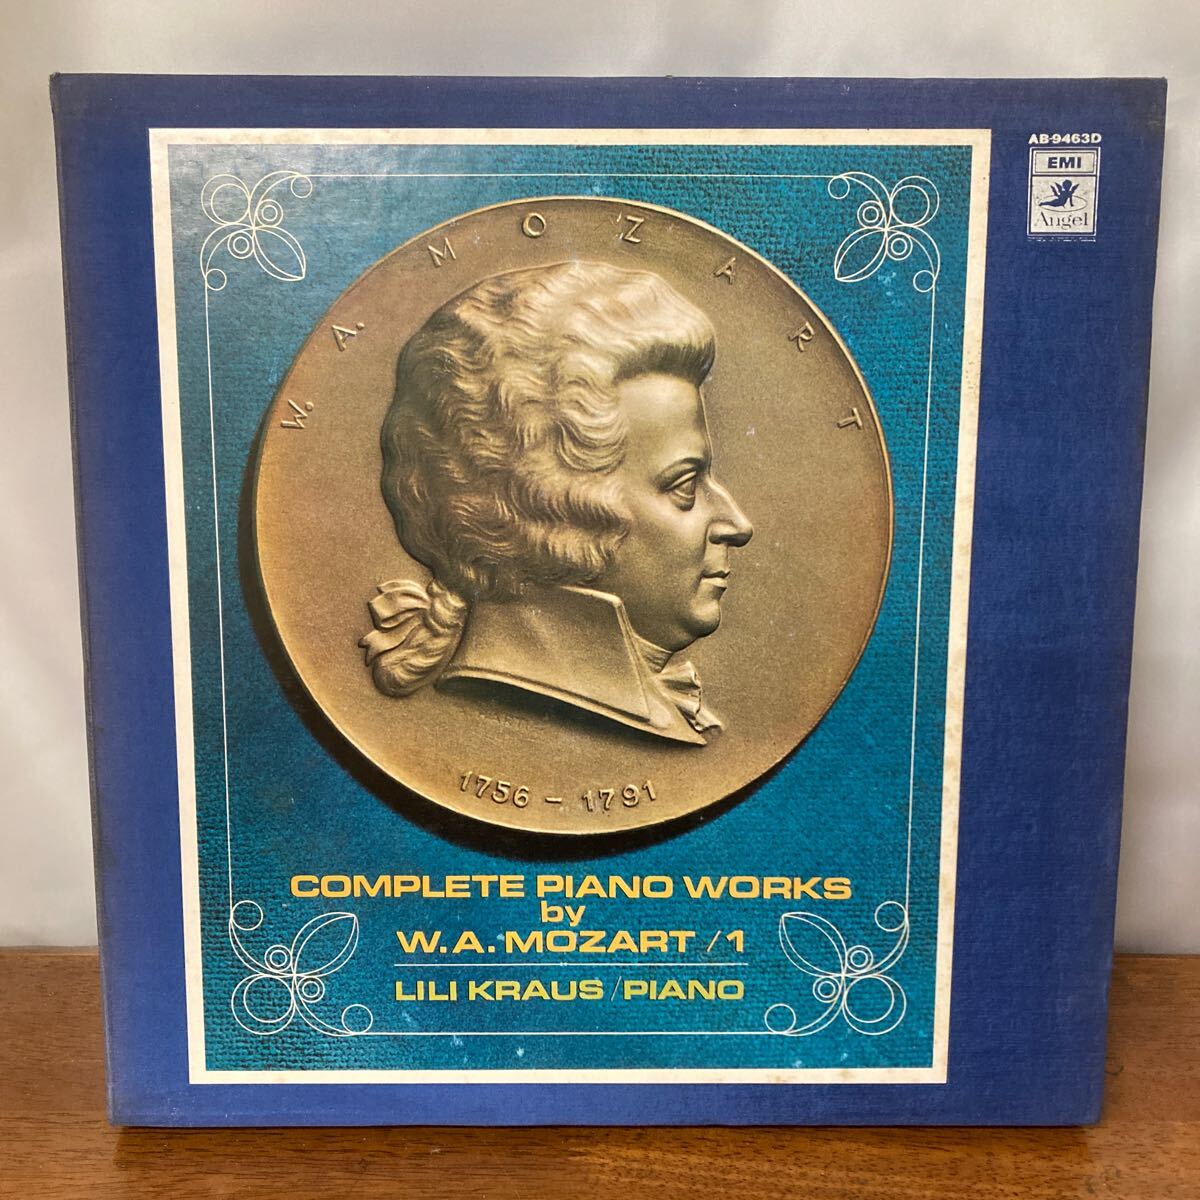 AB-9463D
EMI
Angel
W. A. MOZART
1756 - 1791
COMPLETE PIANO WORKS
by
W. A. MOZART / 1
LILI KRAUS / PIANO